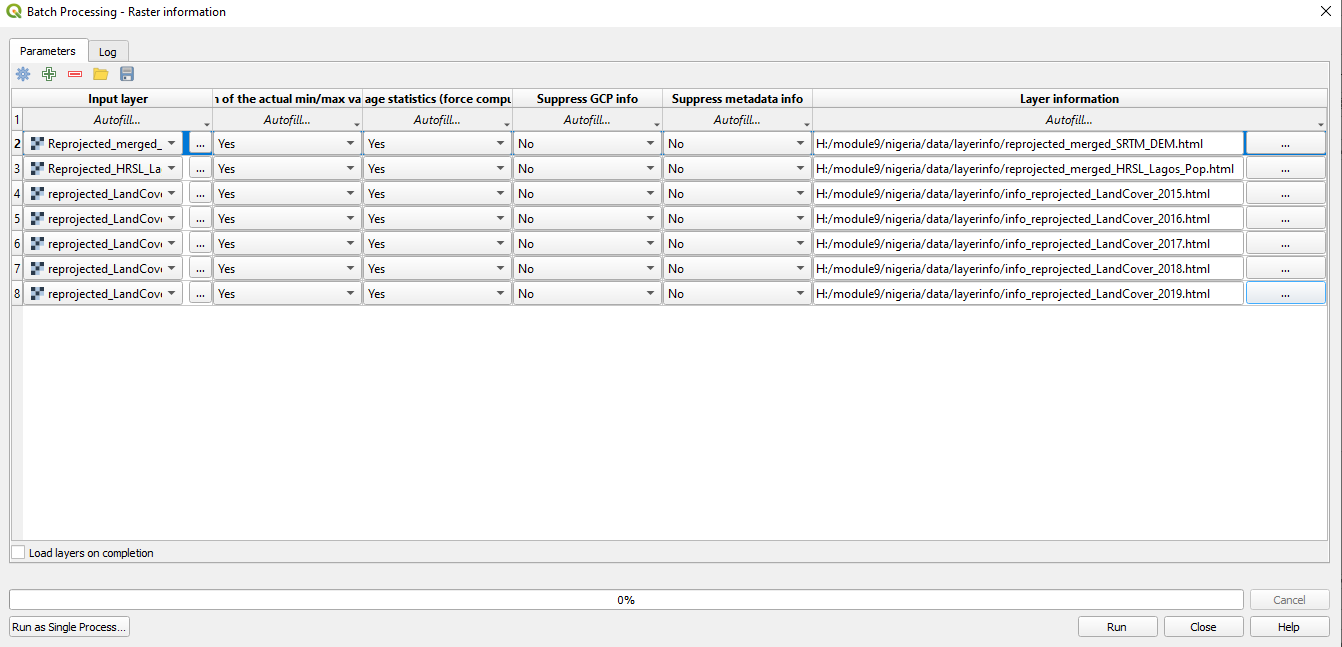 Batch Processing - Raster information
Parameters
Log
Input layer n of the actual min/max va age statistics (force compu Suppress GCP info Suppress metadata info Layer information
1 Autofill... Autofill... Autofill... Autofill... Autofill... Autofill...
2 Reprojected_merged_ ... Yes Yes No No H:/module9/nigeria/data/layerinfo/reprojected_merged_SRTM_DEM.html ...
3 Reprojected_HRSL_La ... Yes Yes No No H:/module9/nigeria/data/layerinfo/reprojected_merged_HRSL_Lagos_Pop.html ...
4 reprojected_LandCove ... Yes Yes No No H:/module9/nigeria/data/layerinfo/info_reprojected_LandCover_2015.html ...
5 reprojected_LandCove ... Yes Yes No No H:/module9/nigeria/data/layerinfo/info_reprojected_LandCover_2016.html ...
6 reprojected_LandCove ... Yes Yes No No H:/module9/nigeria/data/layerinfo/info_reprojected_LandCover_2017.html ...
7 reprojected_LandCove ... Yes Yes No No H:/module9/nigeria/data/layerinfo/info_reprojected_LandCover_2018.html ...
8 reprojected_LandCove ... Yes Yes No No H:/module9/nigeria/data/layerinfo/info_reprojected_LandCover_2019.html ...
Load layers on completion
0%
Cancel
Run as Single Process... Run Close Help